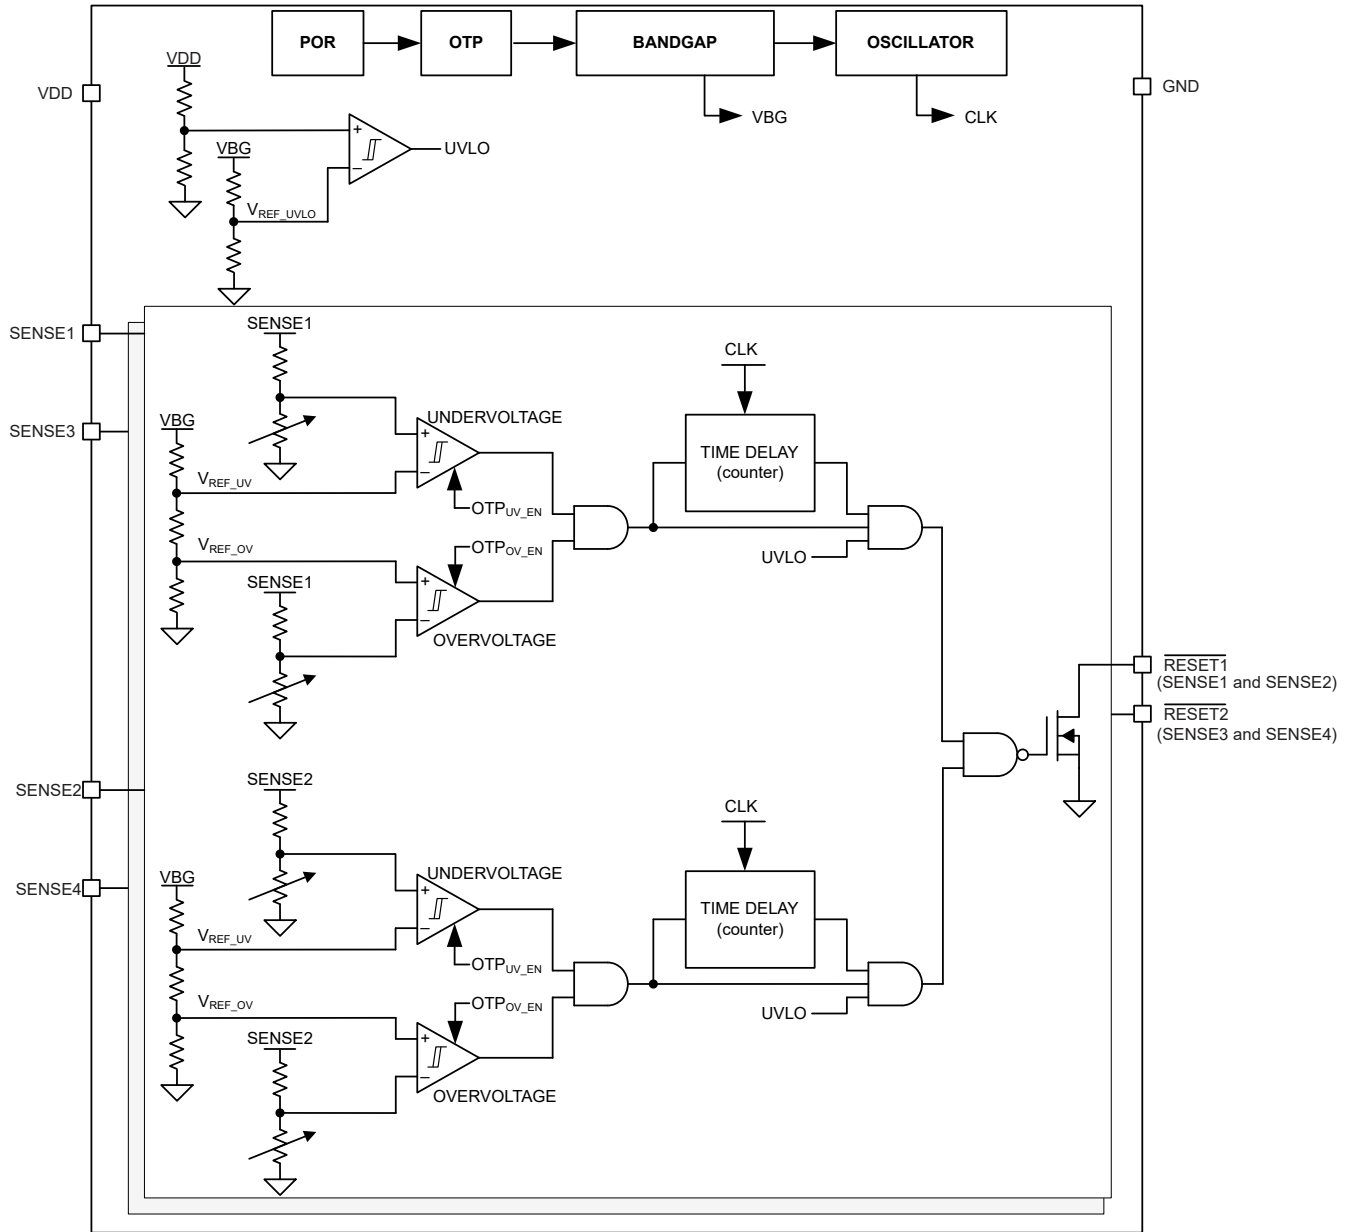 POR
OTP
BANDGAP
OSCILLATOR
VDD
VDD
GND
VBG
CLK
+
−
UVLO
VBG
VREF_UVLO
SENSE1
SENSE1
CLK
SENSE3
VBG
UNDERVOLTAGE
+
−
TIME DELAY
(counter)
VREF_UV
OTPUV_EN
VREF_OV
OTPOV_EN
UVLO
SENSE1
+
−
OVERVOLTAGE
RESET1
(SENSE1 and SENSE2)
RESET2
(SENSE3 and SENSE4)
SENSE2
SENSE2
CLK
SENSE4
VBG
UNDERVOLTAGE
+
−
TIME DELAY
(counter)
VREF_UV
OTPUV_EN
VREF_OV
OTPOV_EN
UVLO
SENSE2
+
−
OVERVOLTAGE